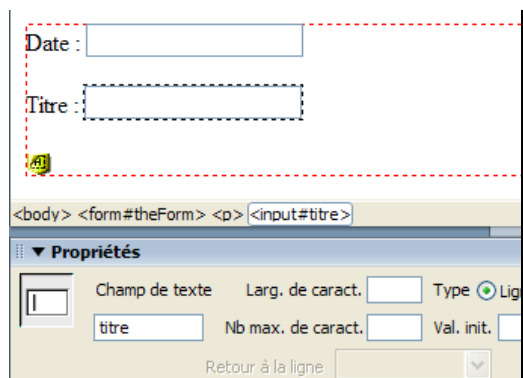 Date :
Titre :
<body> <form#theForm> <p> <input#titre>
▼ Propriétés
Champ de texte Larg. de caract. Type
titre Nb max. de caract. Val. init.
Retour à la ligne